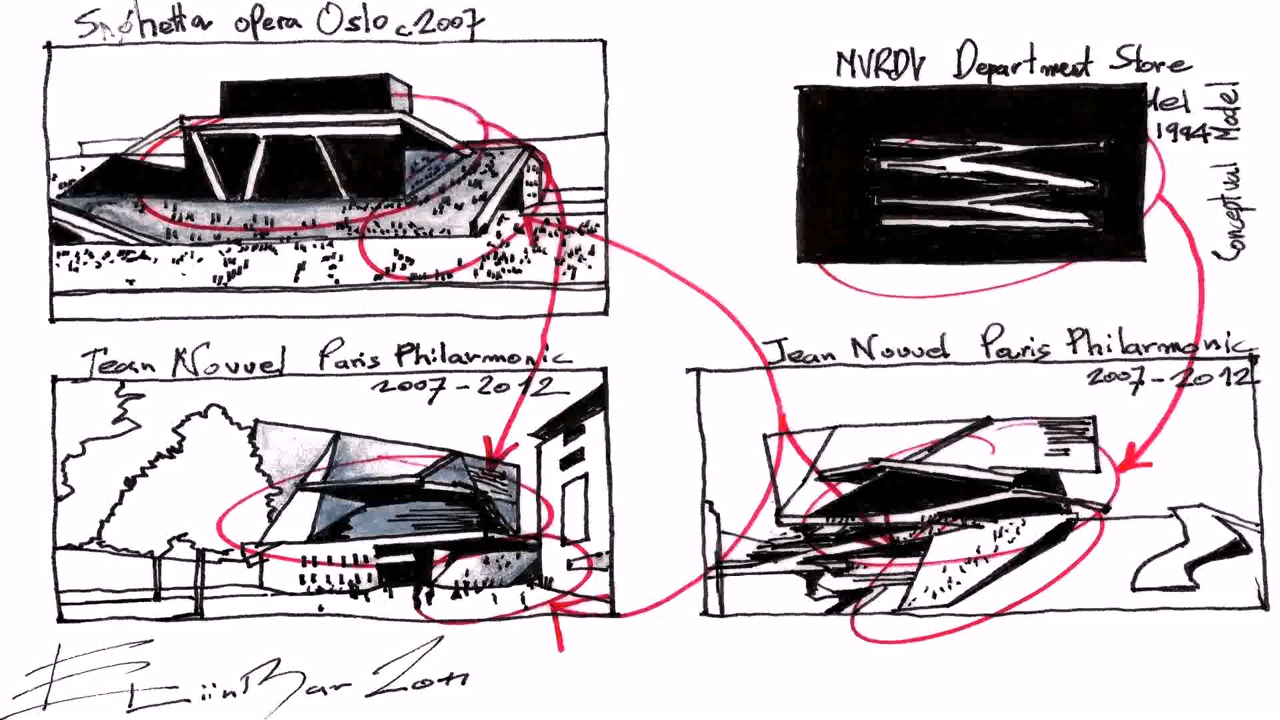 Snøhetta opera Oslo c.2007
MVRDV Department Store
del
1994
Conceptual Model
Jean Nouvel Paris Philarmonic
2007-2012
Jean Nouvel Paris Philarmonic
2007-2012